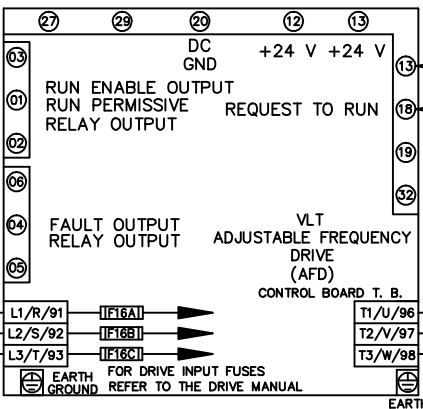 27 29 20 12 13
DC
GND
+24 V +24 V
03
01
02
RUN ENABLE OUTPUT
RUN PERMISSIVE
RELAY OUTPUT
REQUEST TO RUN
13
18
19
32
06
04
05
FAULT OUTPUT
RELAY OUTPUT
VLT
ADJUSTABLE FREQUENCY
DRIVE
(AFD)
CONTROL BOARD T. B.
L1/R/91 F16A T1/U/96
L2/S/92 F16B T2/V/97
L3/T/93 F16C T3/W/98
EARTH
GROUND
FOR DRIVE INPUT FUSES
REFER TO THE DRIVE MANUAL
EARTH